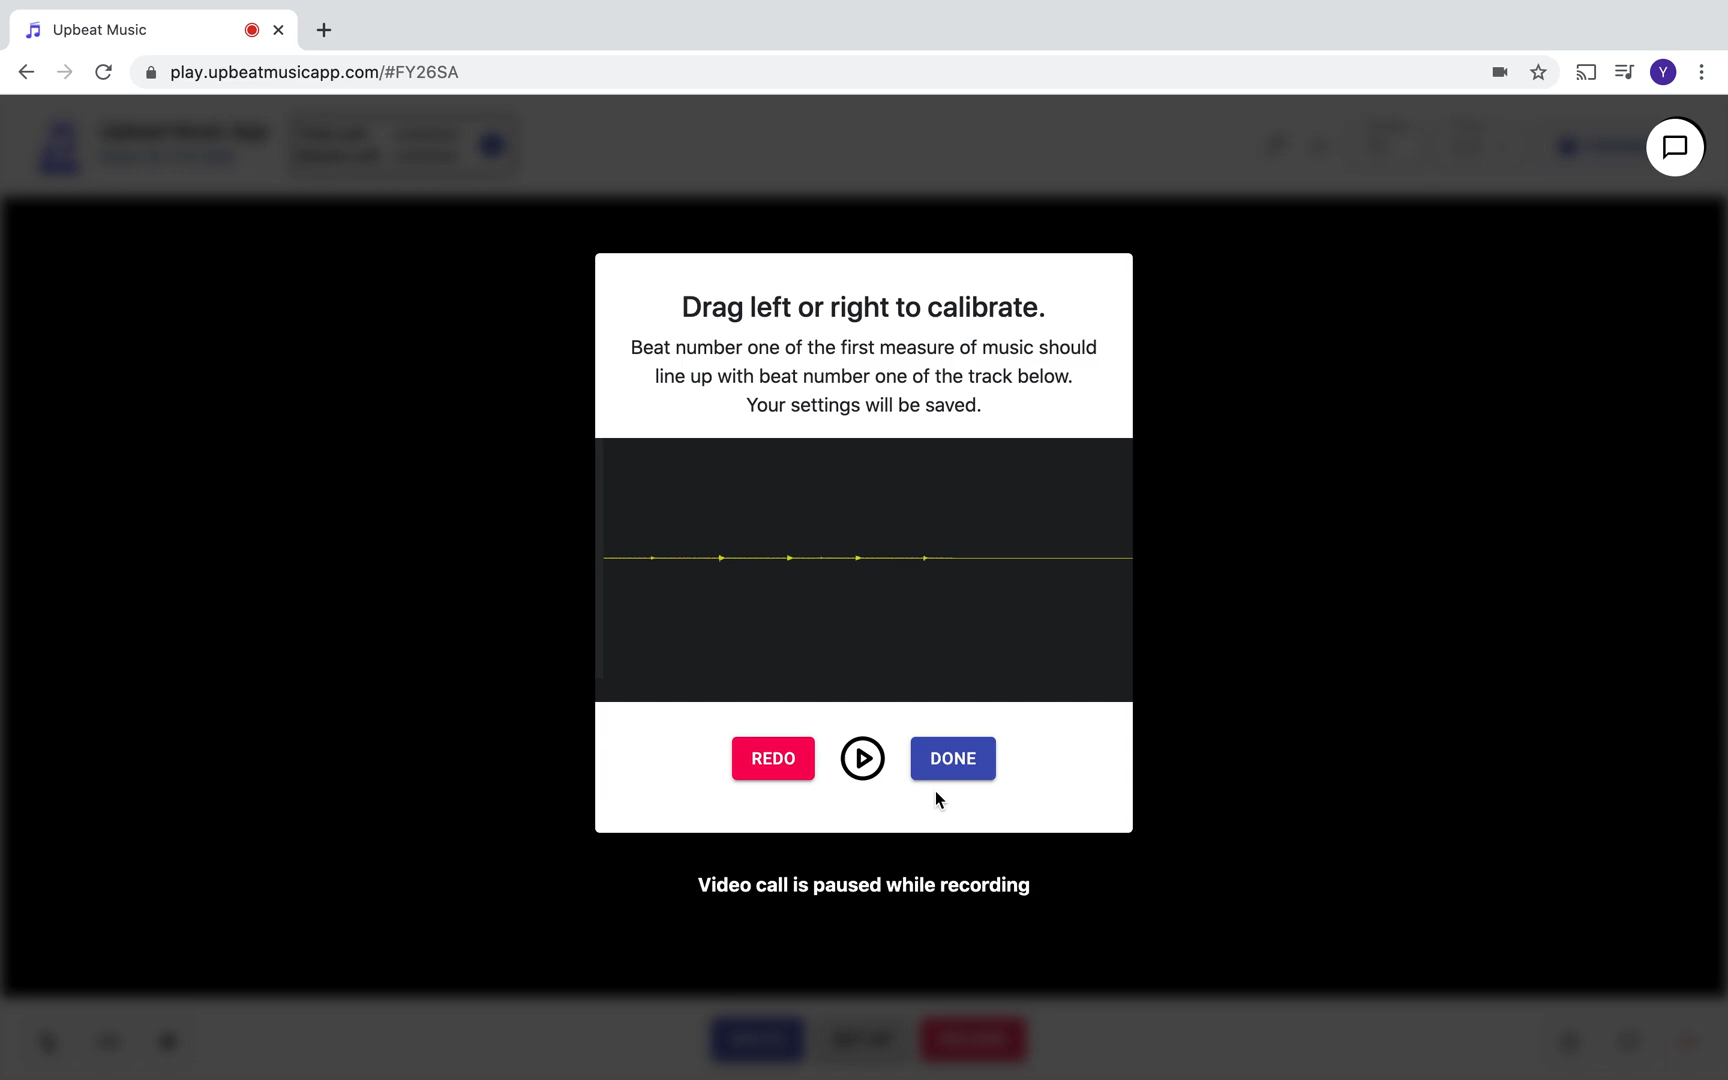 Upbeat Music
play.upbeatmusicapp.com/#FY26SA
Y
Drag left or right to calibrate.
Beat number one of the first measure of music should
line up with beat number one of the track below.
Your settings will be saved.
REDO
DONE
Video call is paused while recording